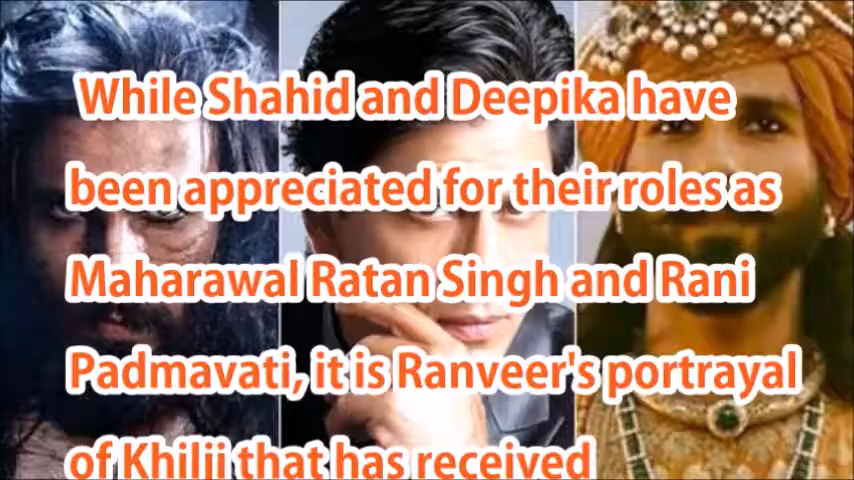 While Shahid and Deepika have
been appreciated for their roles as
Maharawal Ratan Singh and Rani
Padmavati, it is Ranveer's portrayal
of Khilji that has received